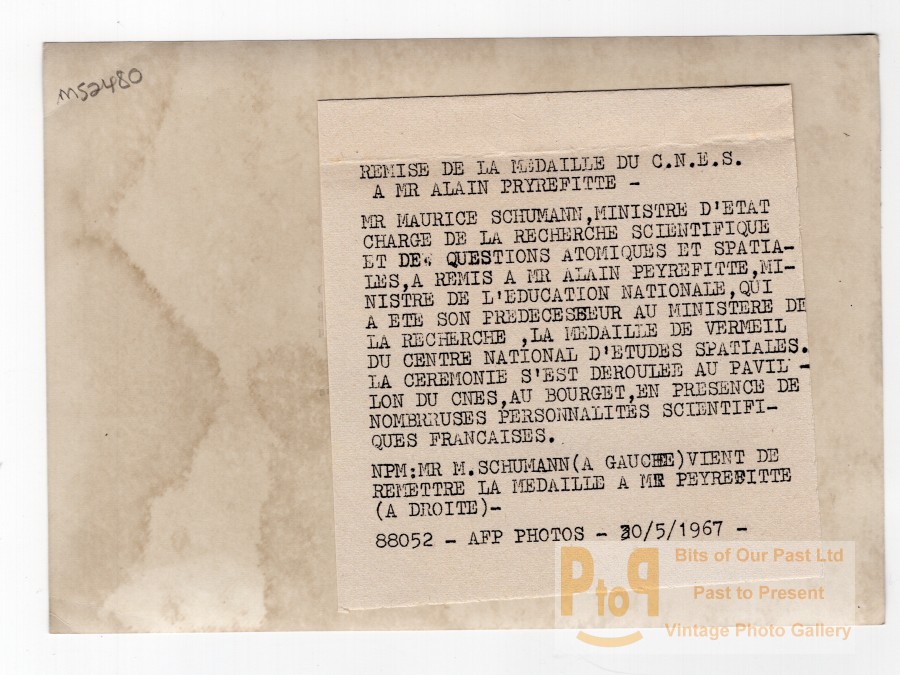 M52480
REMISE DE LA MEDAILLE DU C.N.E.S.
A MR ALAIN PRYREFITTE -
MR MAURICE SCHUMANN,MINISTRE D'ETAT
CHARGE DE LA RECHERCHE SCIENTIFIQUE
ET DES QUESTIONS ATOMIQUES ET SPATIA-
LES,A REMIS A MR ALAIN PEYREFITTE,MI-
NISTRE DE L'EDUCATION NATIONALE,QUI
A ETE SON PREDECESSEUR AU MINISTERE DE
LA RECHERCHE ,LA MEDAILLE DE VERMEIL
DU CENTRE NATIONAL D'ETUDES SPATIALES.
LA CEREMONIE S'EST DEROULEE AU PAVIL -
LON DU CNES,AU BOURGET,EN PRESENCE DE
NOMBRRUSES PERSONNALITES SCIENTIFI-
QUES FRANCAISES.
NPM:MR M.SCHUMANN(A GAUCHE)VIENT DE
REMETTRE LA MEDAILLE A MR PEYREFITTE
(A DROITE)-
88052 - AFP PHOTOS - 30/5/1967 -
PtoP
Bits of Our Past Ltd
Past to Present
Vintage Photo Gallery